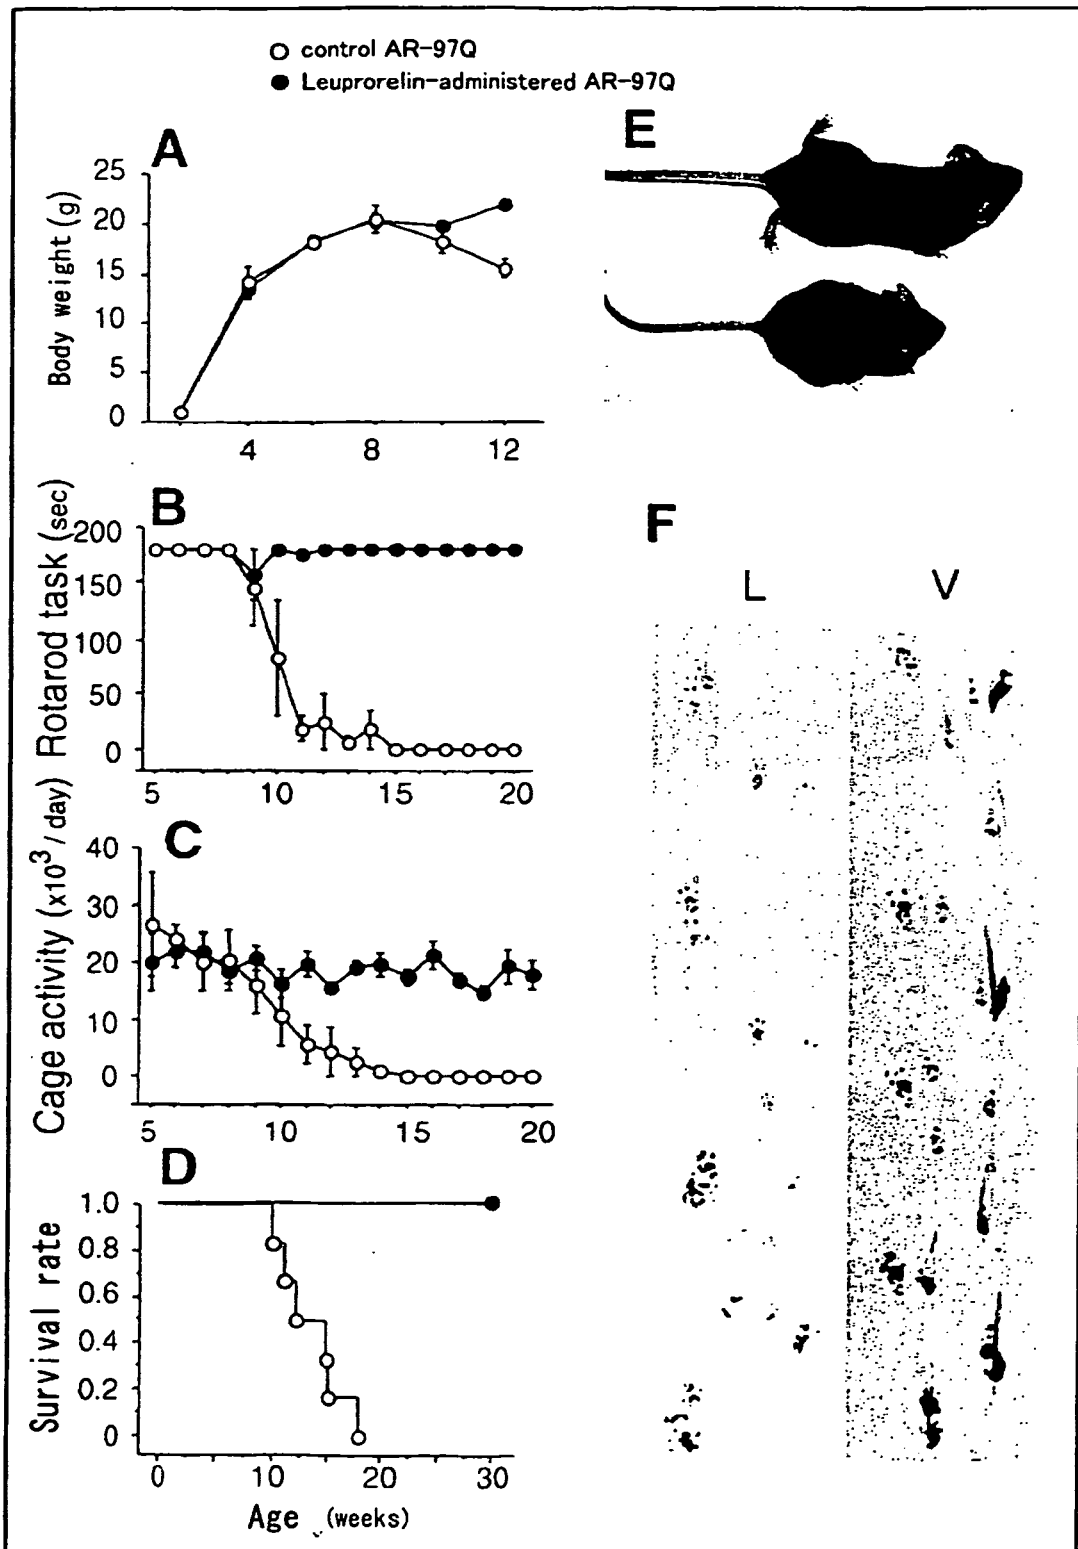 control AR-97Q
Leuprorelin-administered AR-97Q
A
Body weight (g)
25
20
15
10
5
0
4
8
12
B
Rotarod task (sec)
200
150
100
50
0
5
10
15
20
C
Cage activity (x10³/day)
40
30
20
10
0
5
10
15
20
D
Survival rate
1.0
0.8
0.6
0.4
0.2
0
0
10
20
30
Age (weeks)
E
F
L
V